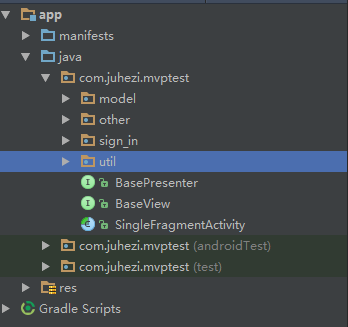 app
manifests
java
com.juhezi.mvptest
model
other
sign_in
util
BasePresenter
BaseView
SingleFragmentActivity
com.juhezi.mvptest (androidTest)
com.juhezi.mvptest (test)
res
Gradle Scripts